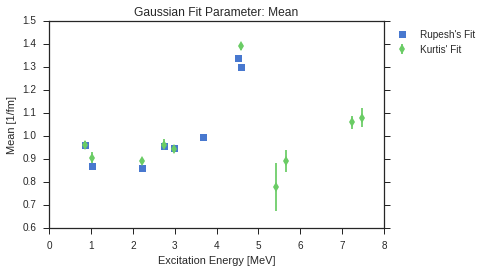 Gaussian Fit Parameter: Mean
1.5
1.4
1.3
1.2
1.1
1.0
0.9
0.8
0.7
0.6
Mean [1/fm]
0 1 2 3 4 5 6 7 8
Excitation Energy [MeV]
Rupesh's Fit
Kurtis' Fit